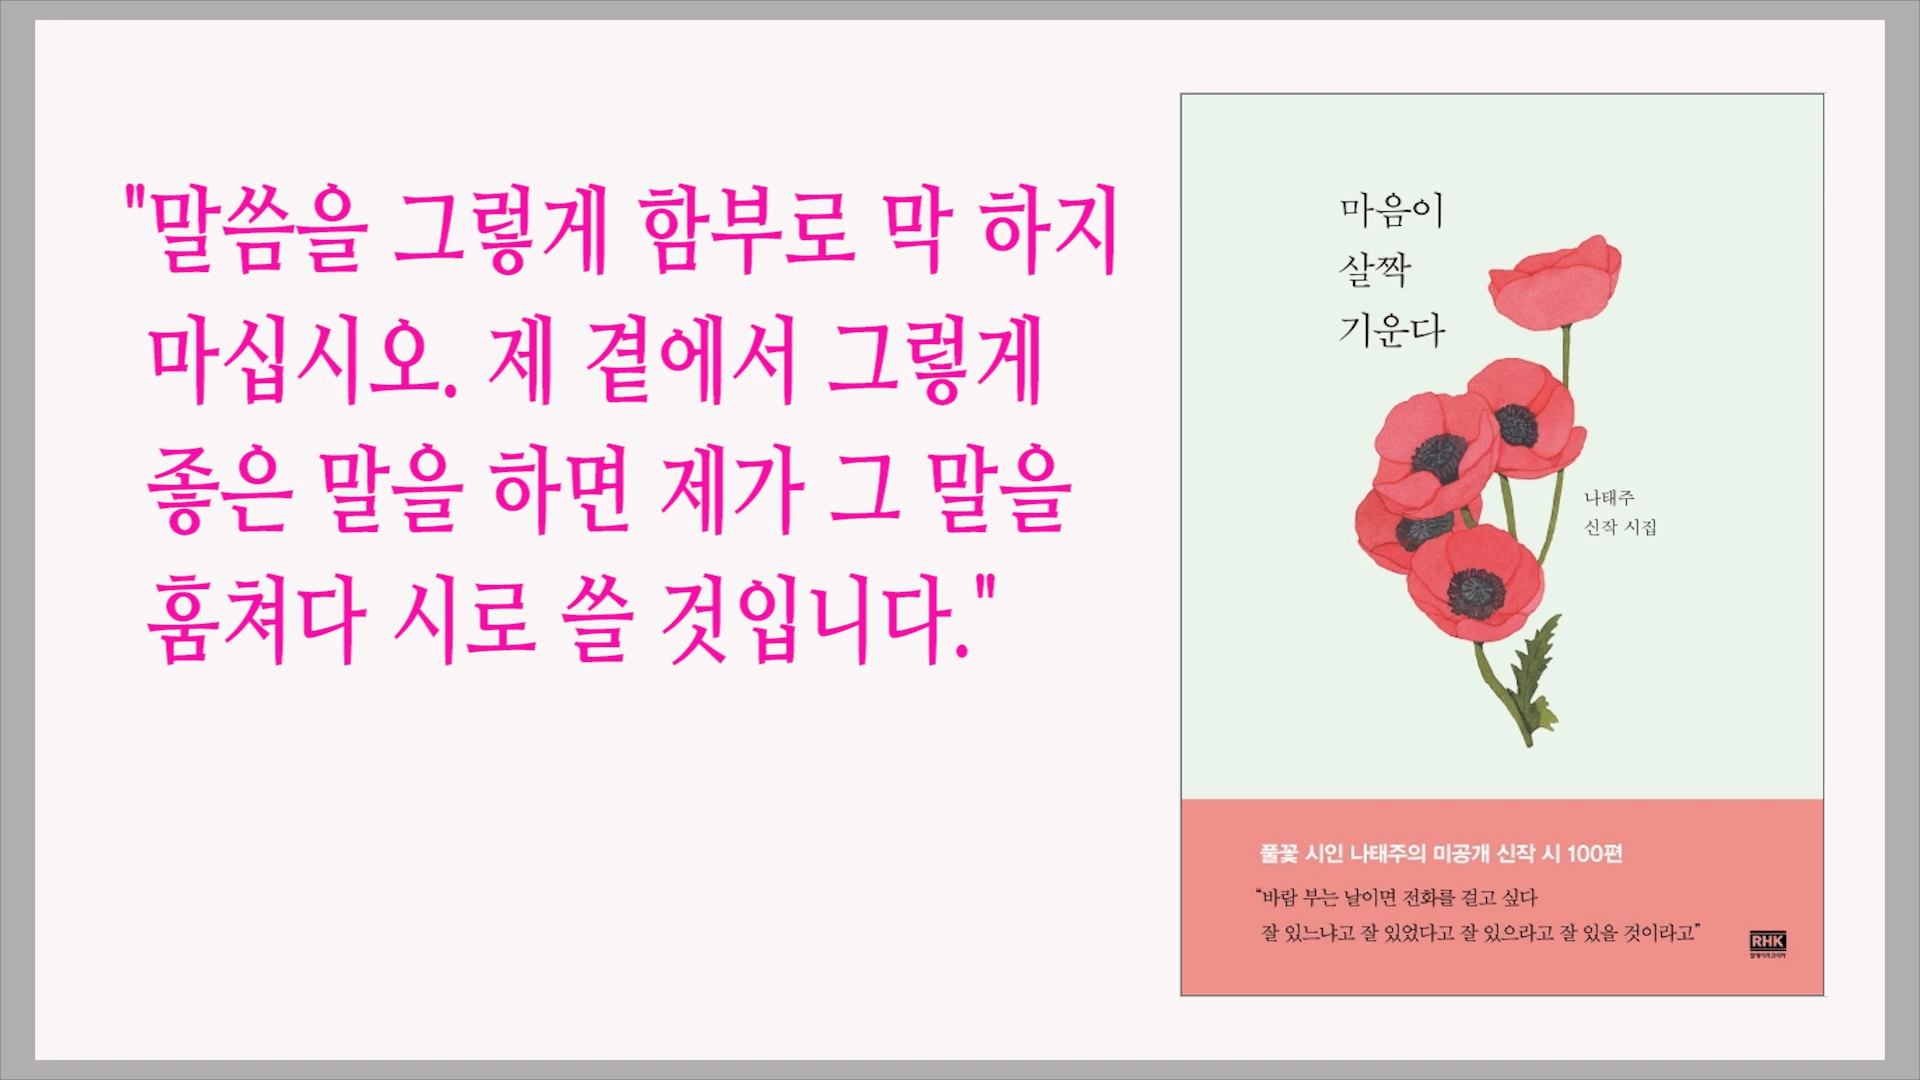 "말씀을 그렇게 함부로 막 하지
마십시오. 제 곁에서 그렇게
좋은 말을 하면 제가 그 말을
훔쳐다 시로 쓸 것입니다."
마음이
살짝
기운다
나태주
신작 시집
풀꽃 시인 나태주의 미공개 신작 시 100편
“바람 부는 날이면 전화를 걸고 싶다
잘 있느냐고 잘 있었다고 잘 있으라고 잘 있을 것이라고”
RHK